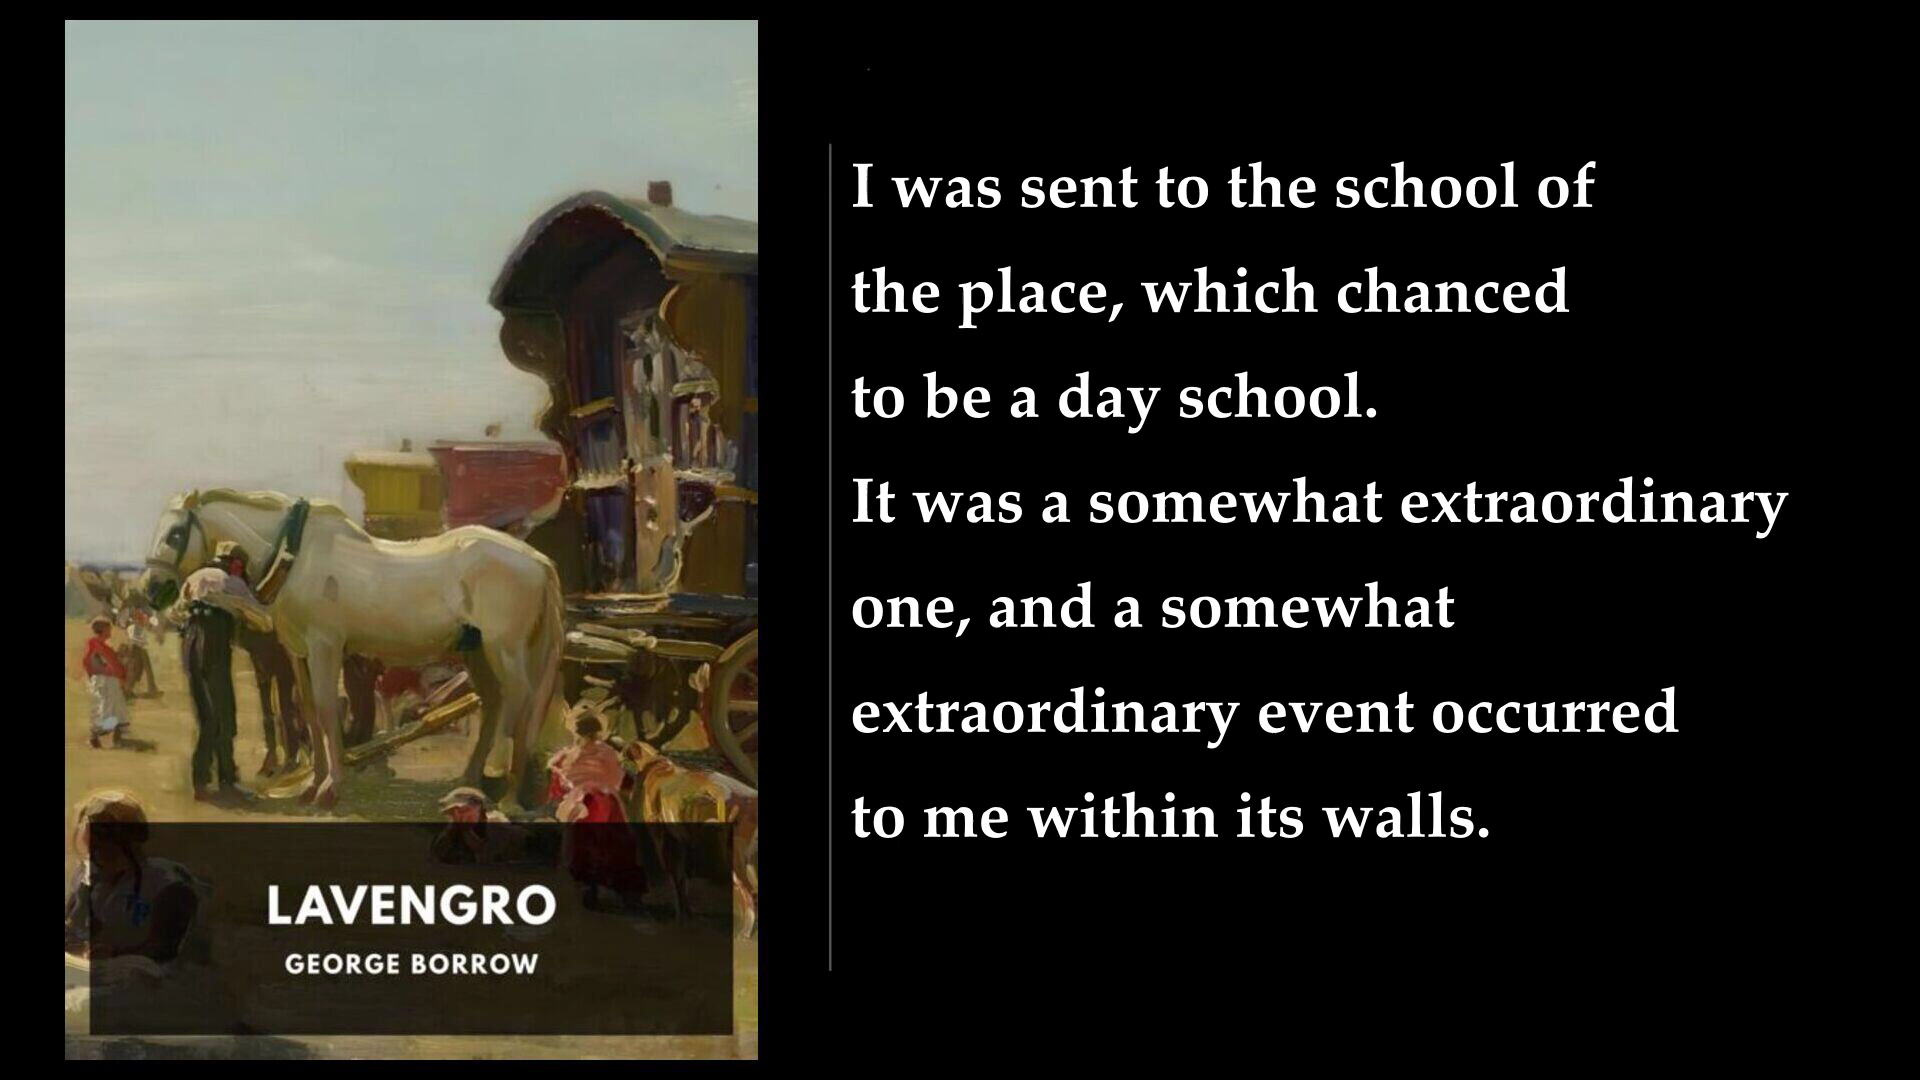 LAVENGRO
GEORGE BORROW
I was sent to the school of
the place, which chanced
to be a day school.
It was a somewhat extraordinary
one, and a somewhat
extraordinary event occurred
to me within its walls.